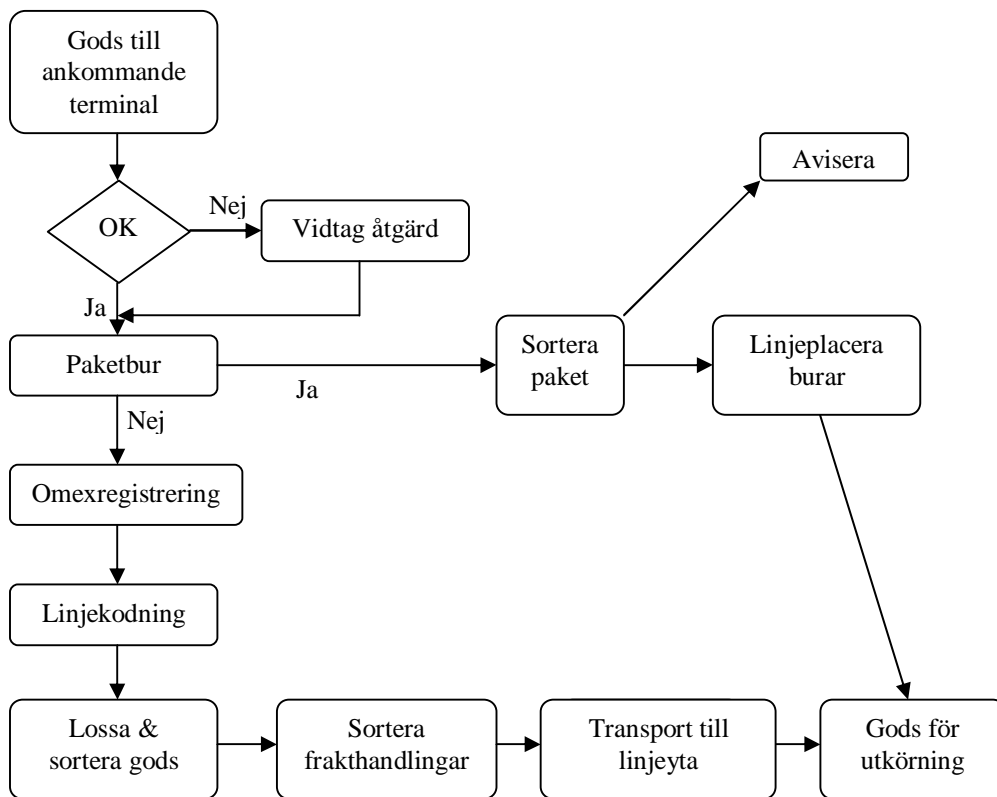 Gods till
ankommande
terminal
Avisera
OK
Nej
Vidtag åtgärd
Ja
Paketbur
Ja
Sortera
paket
Linjeplacera
burar
Nej
Omexregistrering
Linjekodning
Lossa &
sortera gods
Sortera
frakthandlingar
Transport till
linjeyta
Gods för
utkörning